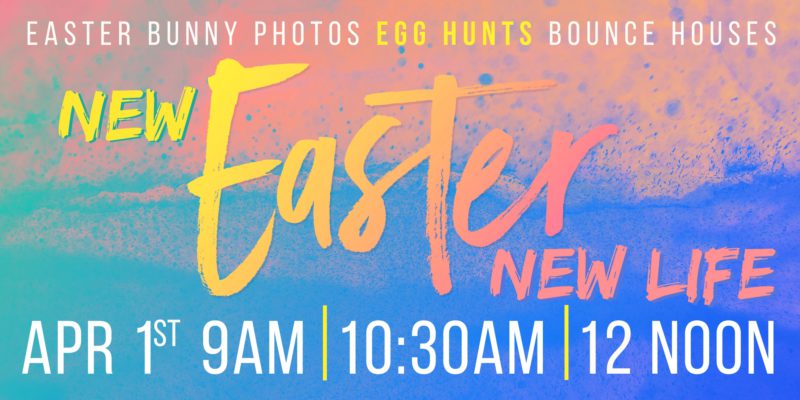 EASTER BUNNY PHOTOS EGG HUNTS BOUNCE HOUSES
NEW
Easter
NEW LIFE
APR 1ST 9AM | 10:30AM | 12 NOON